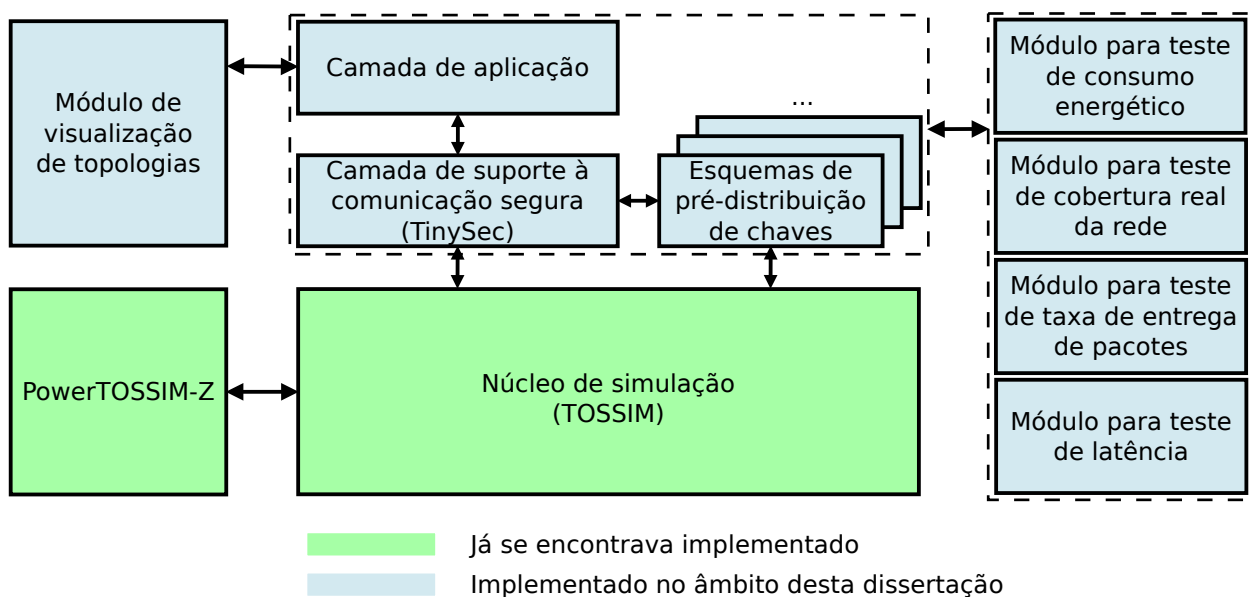 Módulo de
visualização
de topologias
Camada de aplicação
Camada de suporte à
comunicação segura
(TinySec)
...
Esquemas de
pré-distribuição
de chaves
Módulo para teste
de consumo
energético
Módulo para teste
de cobertura real
da rede
Módulo para teste
de taxa de entrega
de pacotes
Módulo para teste
de latência
PowerTOSSIM-Z
Núcleo de simulação
(TOSSIM)
Já se encontrava implementado
Implementado no âmbito desta dissertação